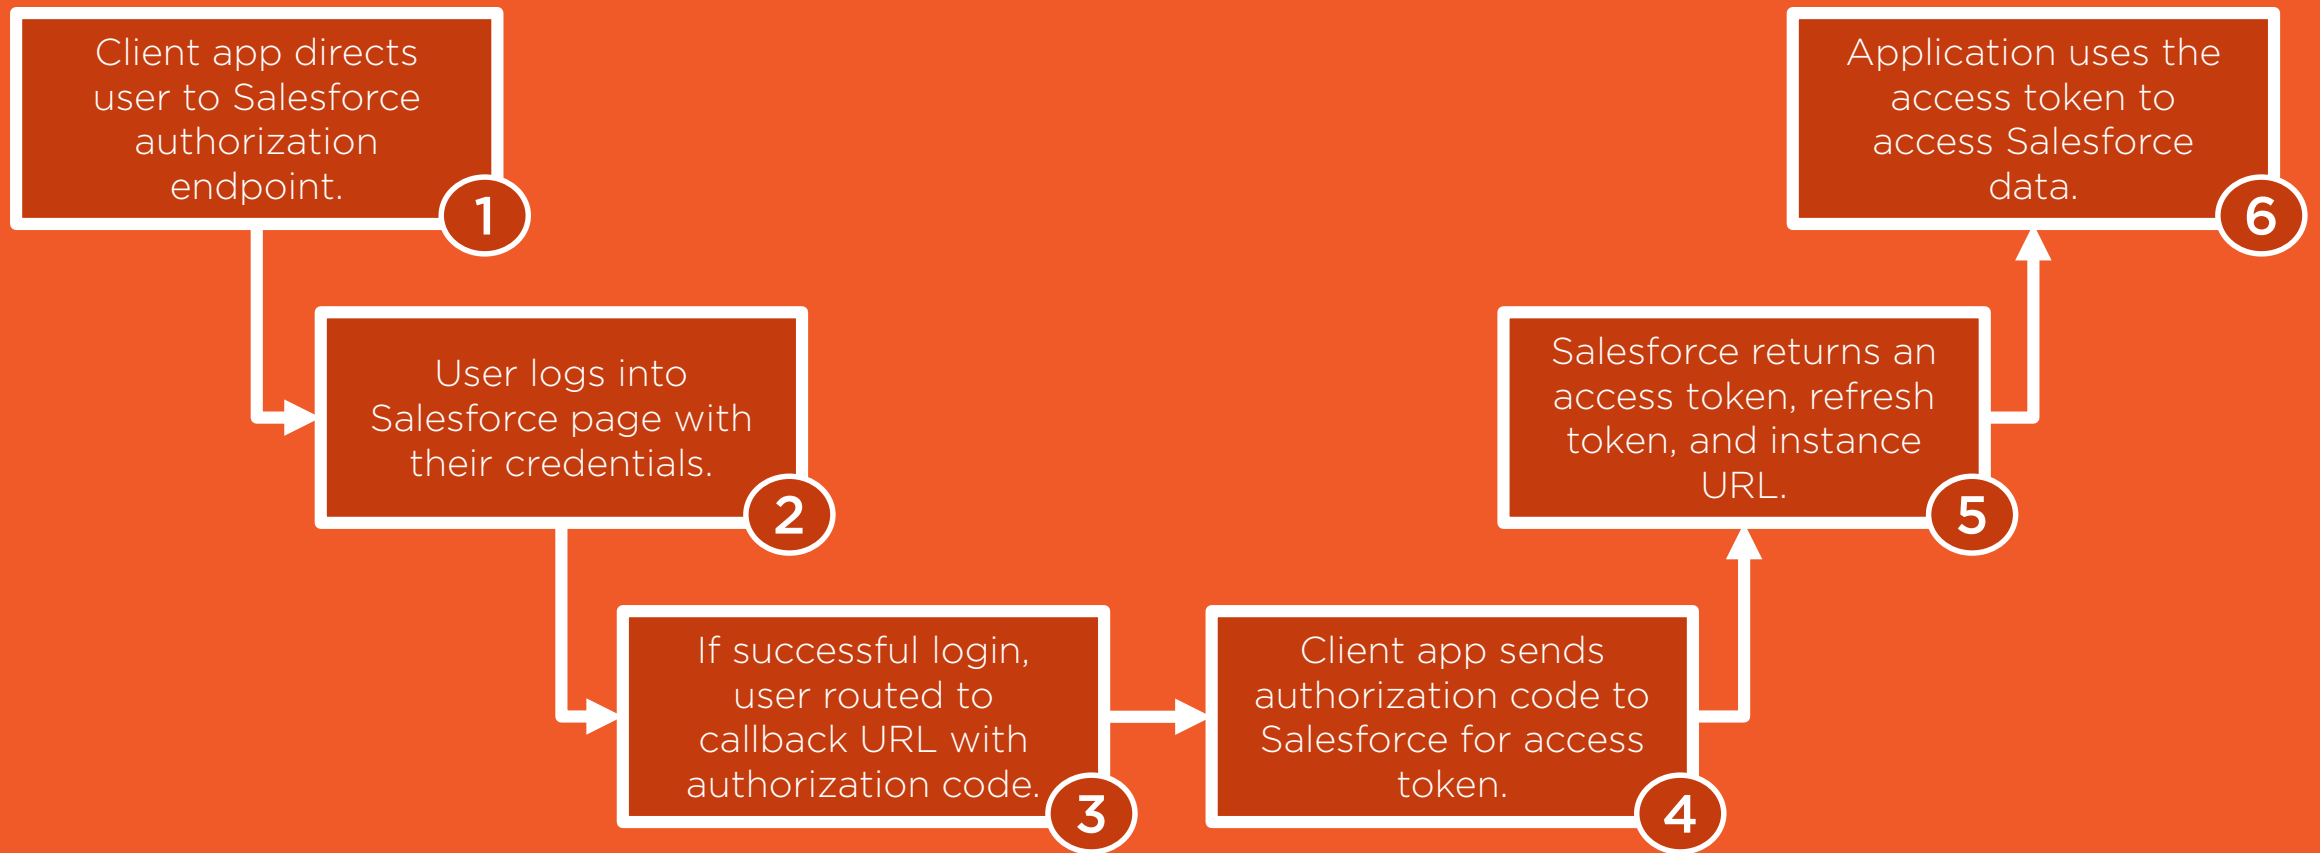 Client app directs
user to Salesforce
authorization
endpoint.
1
User logs into
Salesforce page with
their credentials.
2
If successful login,
user routed to
callback URL with
authorization code.
3
Client app sends
authorization code to
Salesforce for access
token.
4
Salesforce returns an
access token, refresh
token, and instance
URL.
5
Application uses the
access token to
access Salesforce
data.
6